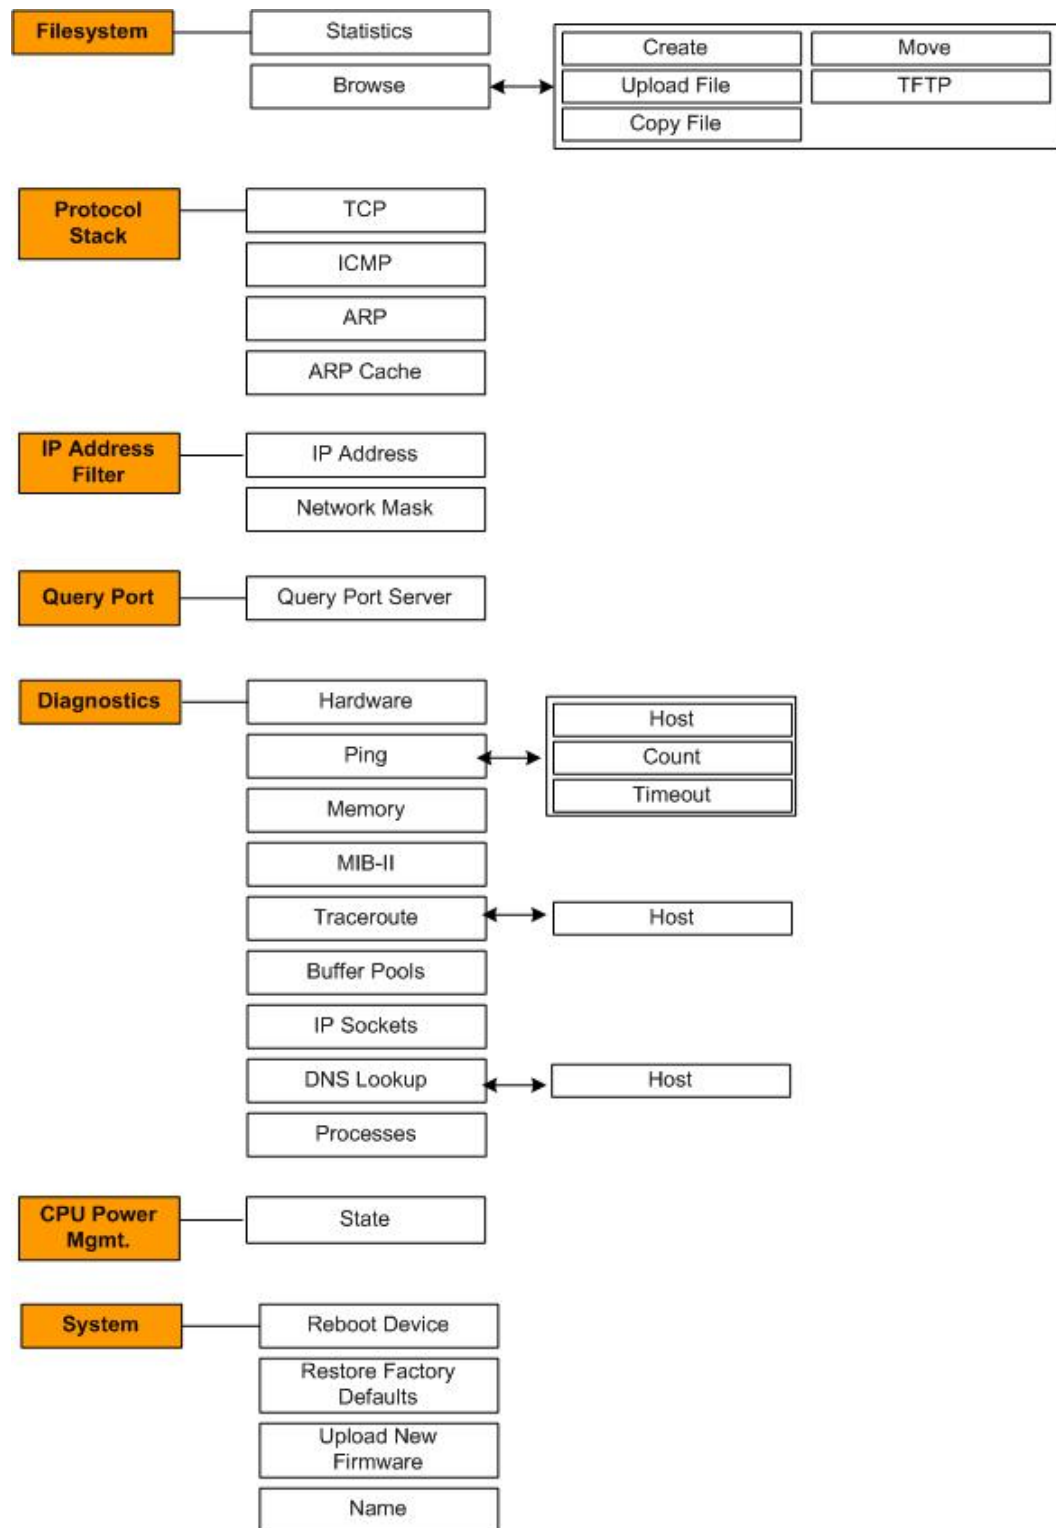 Filesystem
Statistics
Browse
Create
Move
Upload File
TFTP
Copy File
Protocol
Stack
TCP
ICMP
ARP
ARP Cache
IP Address
Filter
IP Address
Network Mask
Query Port
Query Port Server
Diagnostics
Hardware
Ping
Host
Count
Timeout
Memory
MIB-II
Traceroute
Host
Buffer Pools
IP Sockets
DNS Lookup
Host
Processes
CPU Power
Mgmt.
State
System
Reboot Device
Restore Factory
Defaults
Upload New
Firmware
Name